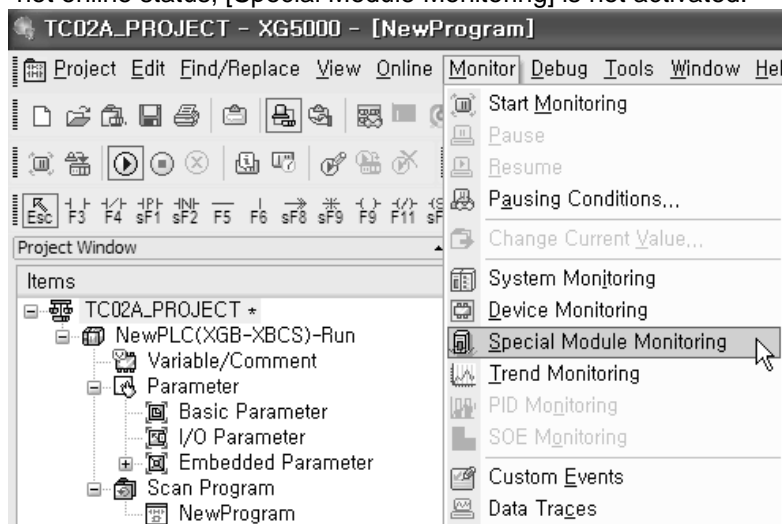 not online status, [Special Module Monitoring] is not activated.
TC02A_PROJECT - XG5000 - [NewProgram]
Project Edit Find/Replace View Online Monitor Debug Tools Window Hel
Start Monitoring
Pause
Resume
Pausing Conditions...
Change Current Value...
System Monitoring
Device Monitoring
Special Module Monitoring
Trend Monitoring
PID Monitoring
SOE Monitoring
Custom Events
Data Traces
Esc F3 F4 sF1 sF2 F5 F6 sF8 sF9 F9 F11 sF
Project Window
Items
TC02A_PROJECT *
NewPLC(XGB-XBCS)-Run
Variable/Comment
Parameter
Basic Parameter
I/O Parameter
Embedded Parameter
Scan Program
NewProgram